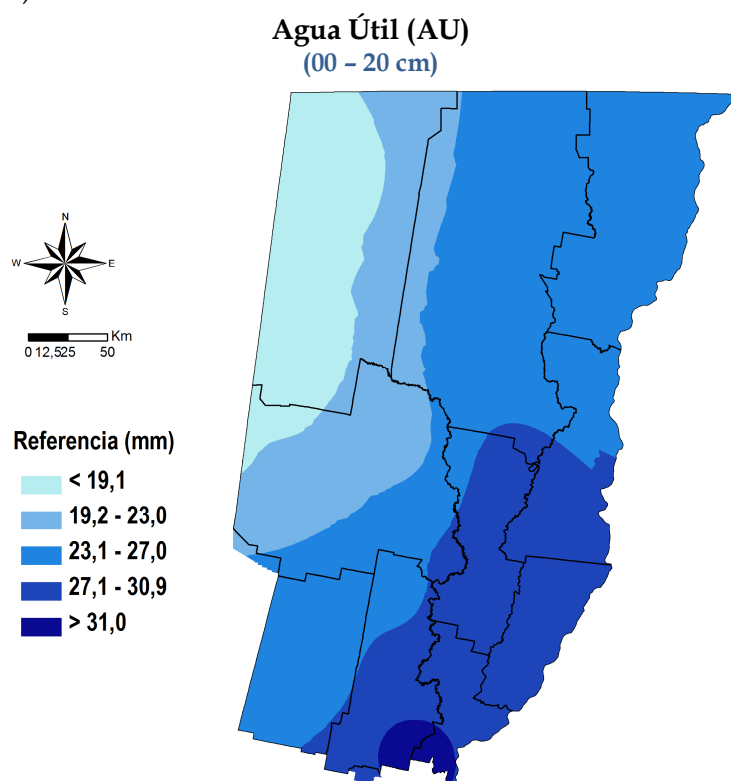 Agua Útil (AU)
(00 – 20 cm)
N
W
E
S
Km
0 12,525 50
Referencia (mm)
< 19,1
19,2 - 23,0
23,1 - 27,0
27,1 - 30,9
> 31,0